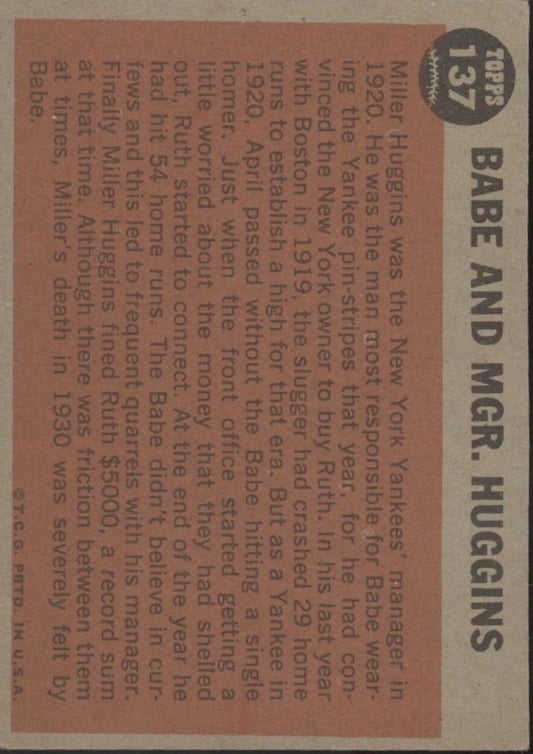 TOPPS
137
BABE AND MGR. HUGGINS
Miller Huggins was the New York Yankees' manager in
1920. He was the man most responsible for Babe wear-
ing the Yankee pin-stripes that year, for he had con-
vinced the New York owner to buy Ruth. In his last year
with Boston in 1919, the slugger had crashed 29 home
runs to establish a high for that era. But as a Yankee in
1920, April passed without the Babe hitting a single
homer. Just when the front office started getting a
little worried about the money that they had shelled
out, Ruth started to connect. At the end of the year he
had hit 54 home runs. The Babe didn't believe in cur-
fews and this led to frequent quarrels with his manager.
Finally Miller Huggins fined Ruth $5000, a record sum
at that time. Although there was friction between them
at times, Miller's death in 1930 was severely felt by
Babe.
©T.C.G. PRTD. IN U.S.A.